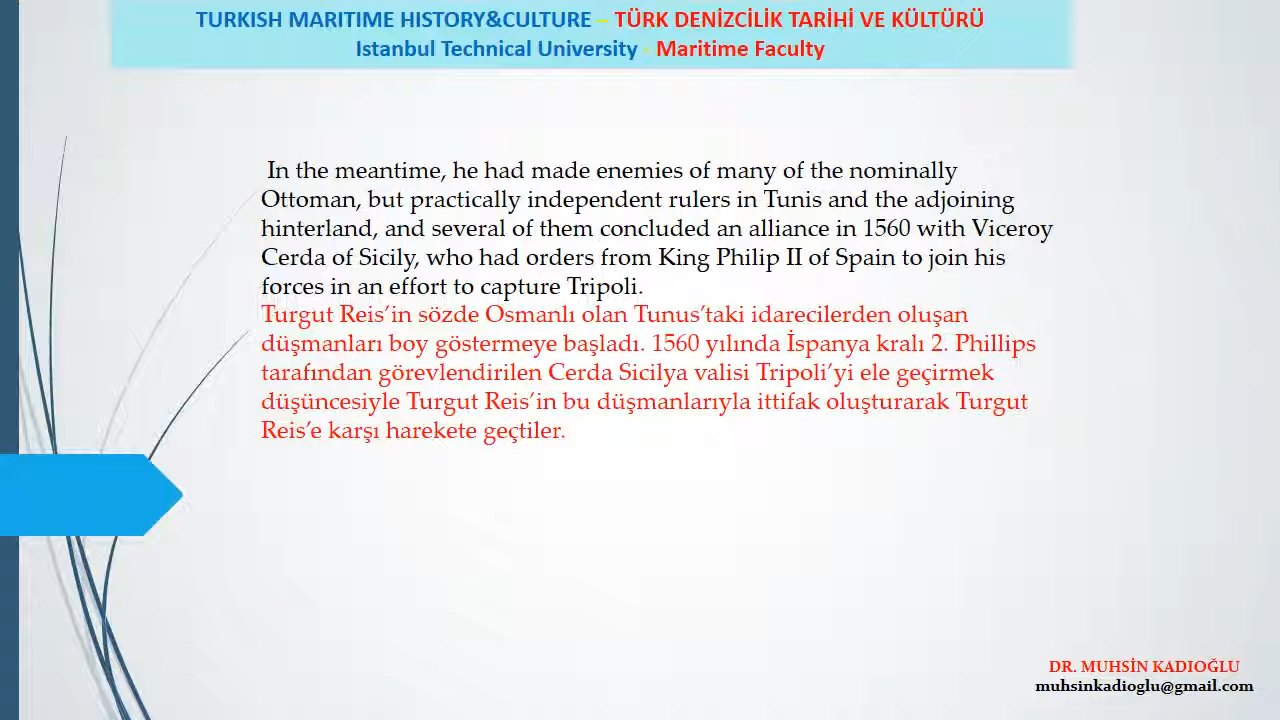 TURKISH MARITIME HISTORY&CULTURE – TÜRK DENİZCİLİK TARİHİ VE KÜLTÜRÜ
Istanbul Technical University - Maritime Faculty
In the meantime, he had made enemies of many of the nominally
Ottoman, but practically independent rulers in Tunis and the adjoining
hinterland, and several of them concluded an alliance in 1560 with Viceroy
Cerda of Sicily, who had orders from King Philip II of Spain to join his
forces in an effort to capture Tripoli.
Turgut Reis’in sözde Osmanlı olan Tunus’taki idarecilerden oluşan
düşmanları boy göstermeye başladı. 1560 yılında İspanya kralı 2. Phillips
tarafından görevlendirilen Cerda Sicilya valisi Tripoli’yi ele geçirmek
düşüncesiyle Turgut Reis’in bu düşmanlarıyla ittifak oluşturarak Turgut
Reis’e karşı harekete geçtiler.
DR. MUHSİN KADIOĞLU
muhsinkadioglu@gmail.com